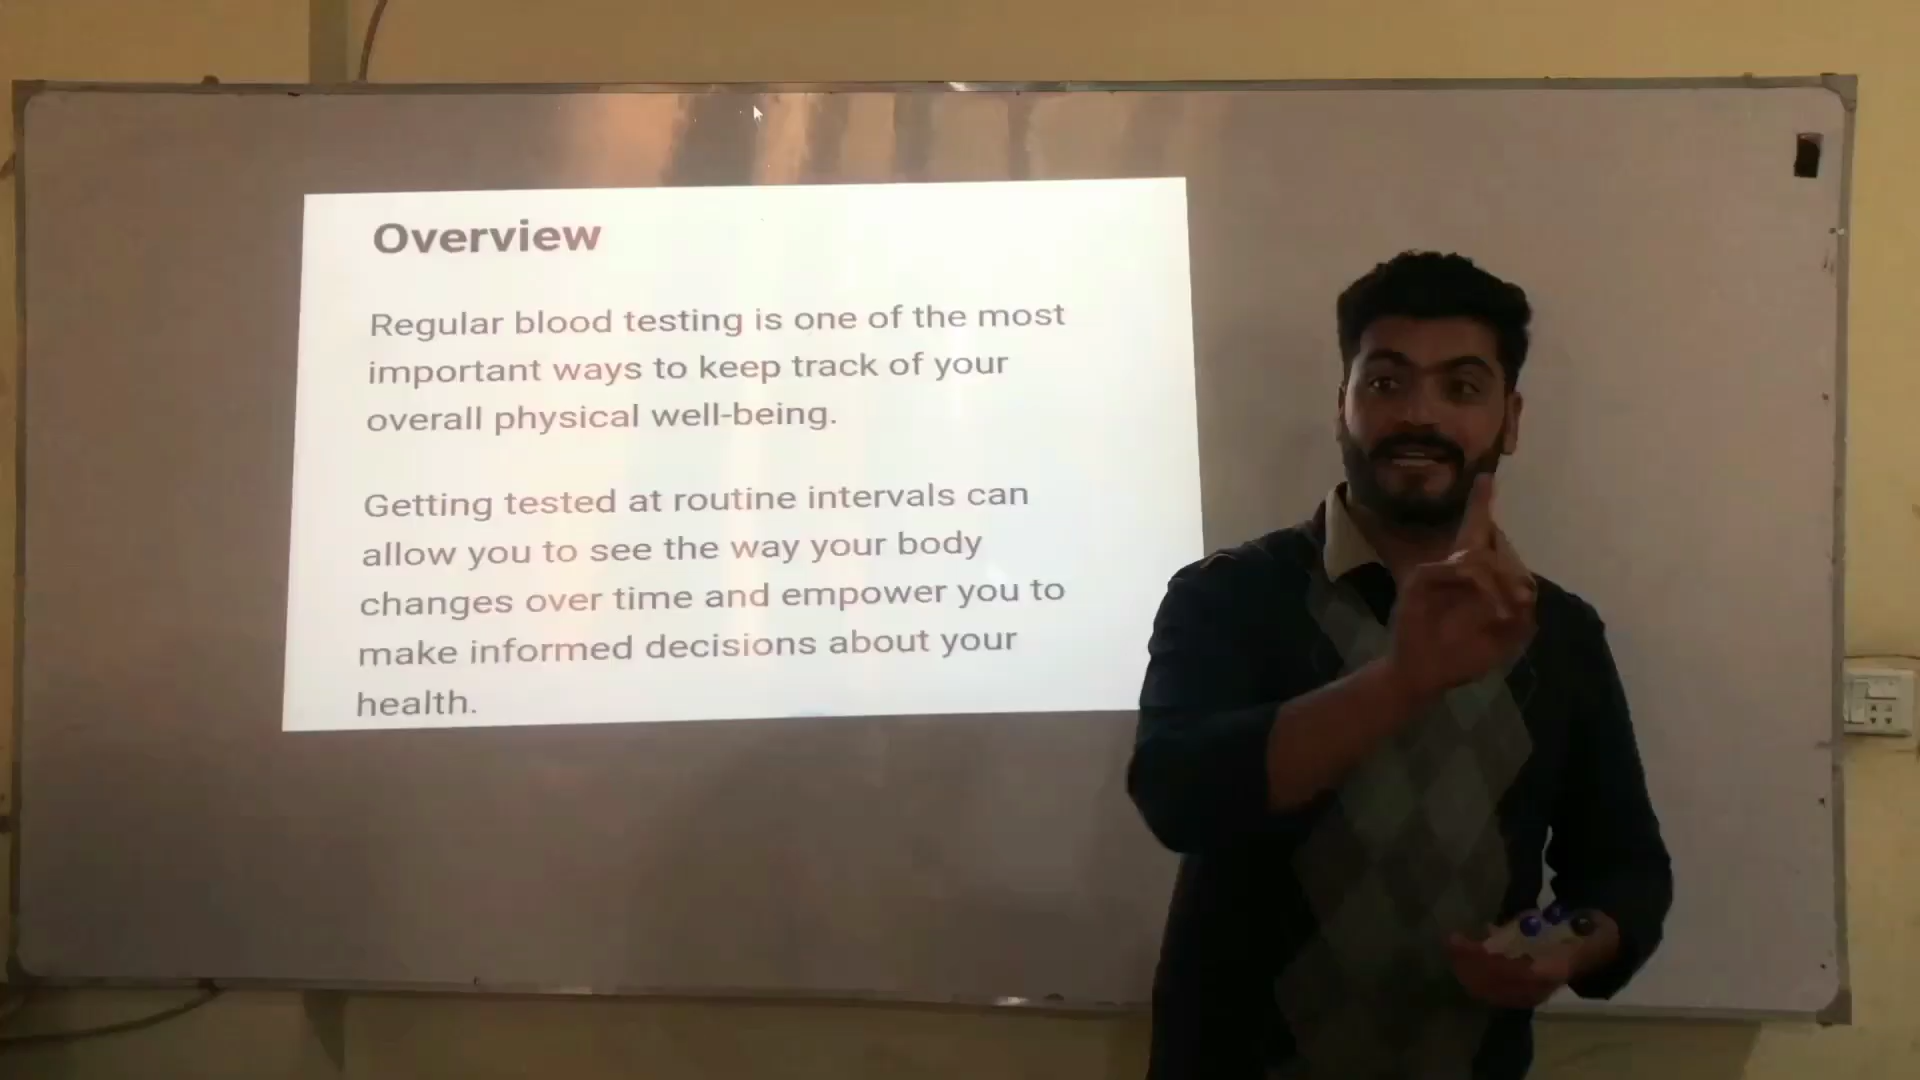 Overview
Regular blood testing is one of the most
important ways to keep track of your
overall physical well-being.
Getting tested at routine intervals can
allow you to see the way your body
changes over time and empower you to
make informed decisions about your
health.